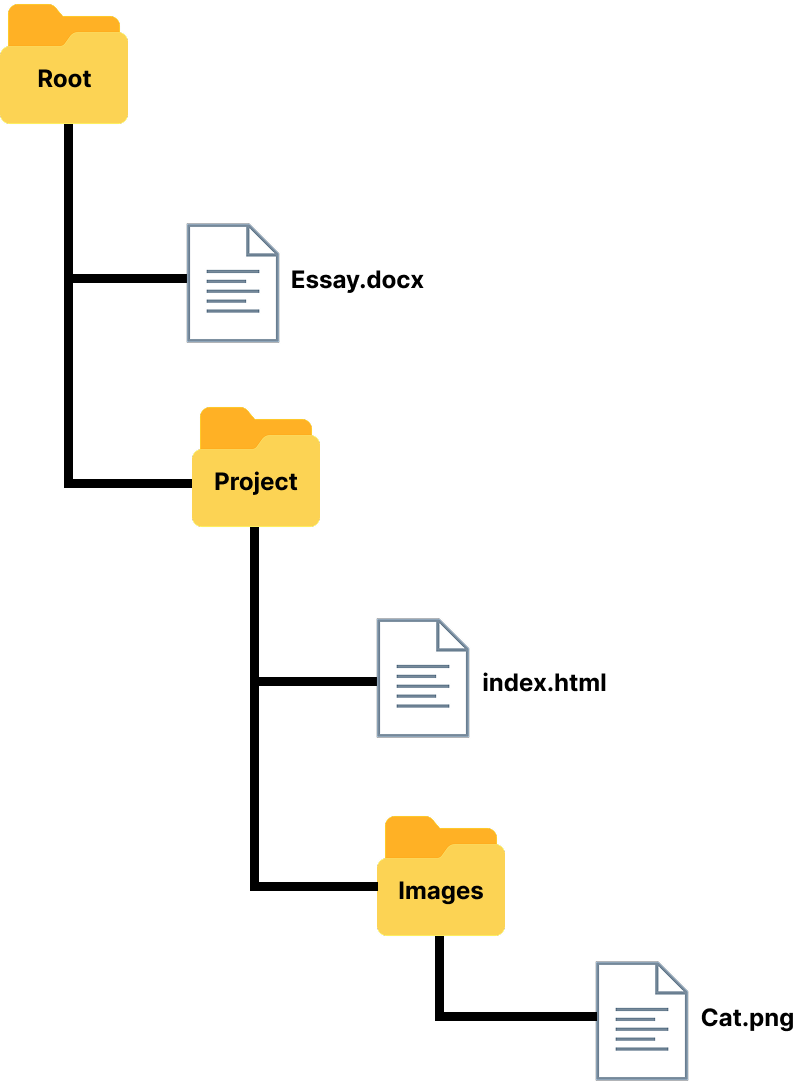 Root
Essay.docx
Project
index.html
Images
Cat.png